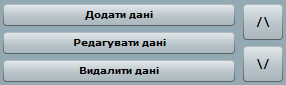 Додати дані
/\
Редагувати дані
\/
Видалити дані